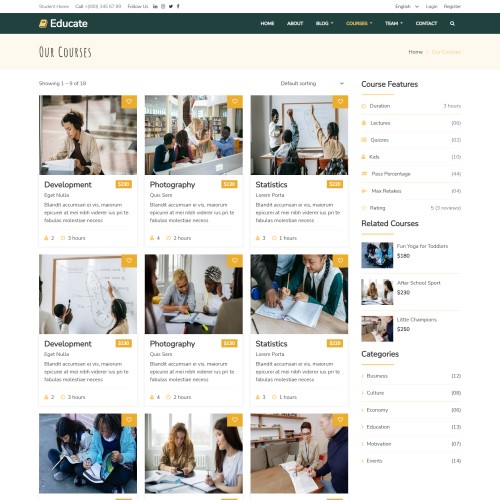 Student Home Call +(000) 345 67 89 Follow Us English Login Register
Educate HOME ABOUT BLOG COURSES TEAM CONTACT
Our Courses
Home Our Courses
Showing 1 – 9 of 18 Default sorting
Development $230
Eget Nulla
Blandit accumsan ei vis, maiorum
epicurei at mei nibh viderer ius pri te
fabulas molestiae necess
2 3 hours
Photography $230
Quis Sem
Blandit accumsan ei vis, maiorum
epicurei at mei nibh viderer ius pri te
fabulas molestiae necess
4 2 hours
Statistics $230
Lorem Porta
Blandit accumsan ei vis, maiorum
epicurei at mei nibh viderer ius pri te
fabulas molestiae necess
3 1 hours
Development $230
Eget Nulla
Blandit accumsan ei vis, maiorum
epicurei at mei nibh viderer ius pri te
fabulas molestiae necess
2 3 hours
Photography $230
Quis Sem
Blandit accumsan ei vis, maiorum
epicurei at mei nibh viderer ius pri te
fabulas molestiae necess
4 2 hours
Statistics $230
Lorem Porta
Blandit accumsan ei vis, maiorum
epicurei at mei nibh viderer ius pri te
fabulas molestiae necess
3 1 hours
Course Features
Duration 3 hours
Lectures (06)
Quizzes (03)
Kids (10)
Pass Percentage (44)
Max Retakes (04)
Rating 5 (3 reviews)
Related Courses
Fun Yoga for Toddlers
$180
After School Sport
$230
Little Champions
$250
Categories
Business (12)
Culture (08)
Economy (06)
Education (13)
Motivation (07)
Events (14)